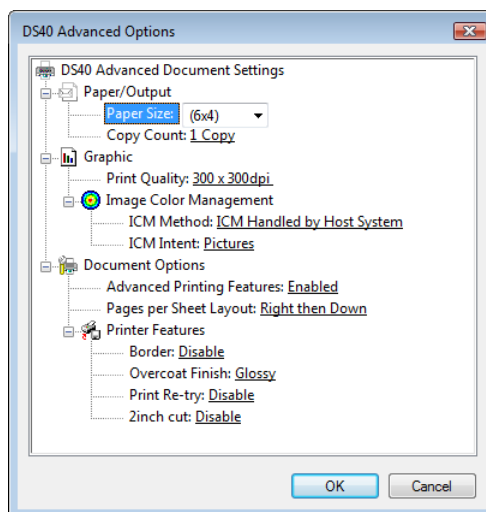 DS40 Advanced Options
DS40 Advanced Document Settings
Paper/Output
Paper Size: (6x4)
Copy Count: 1 Copy
Graphic
Print Quality: 300 x 300dpi
Image Color Management
ICM Method: ICM Handled by Host System
ICM Intent: Pictures
Document Options
Advanced Printing Features: Enabled
Pages per Sheet Layout: Right then Down
Printer Features
Border: Disable
Overcoat Finish: Glossy
Print Re-try: Disable
2inch cut: Disable
OK Cancel